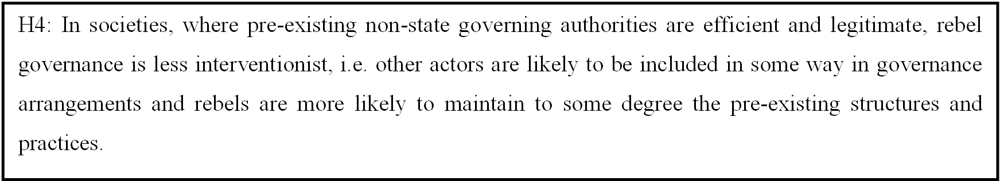 H4: In societies, where pre-existing non-state governing authorities are efficient and legitimate, rebel
governance is less interventionist, i.e. other actors are likely to be included in some way in governance
arrangements and rebels are more likely to maintain to some degree the pre-existing structures and
practices.